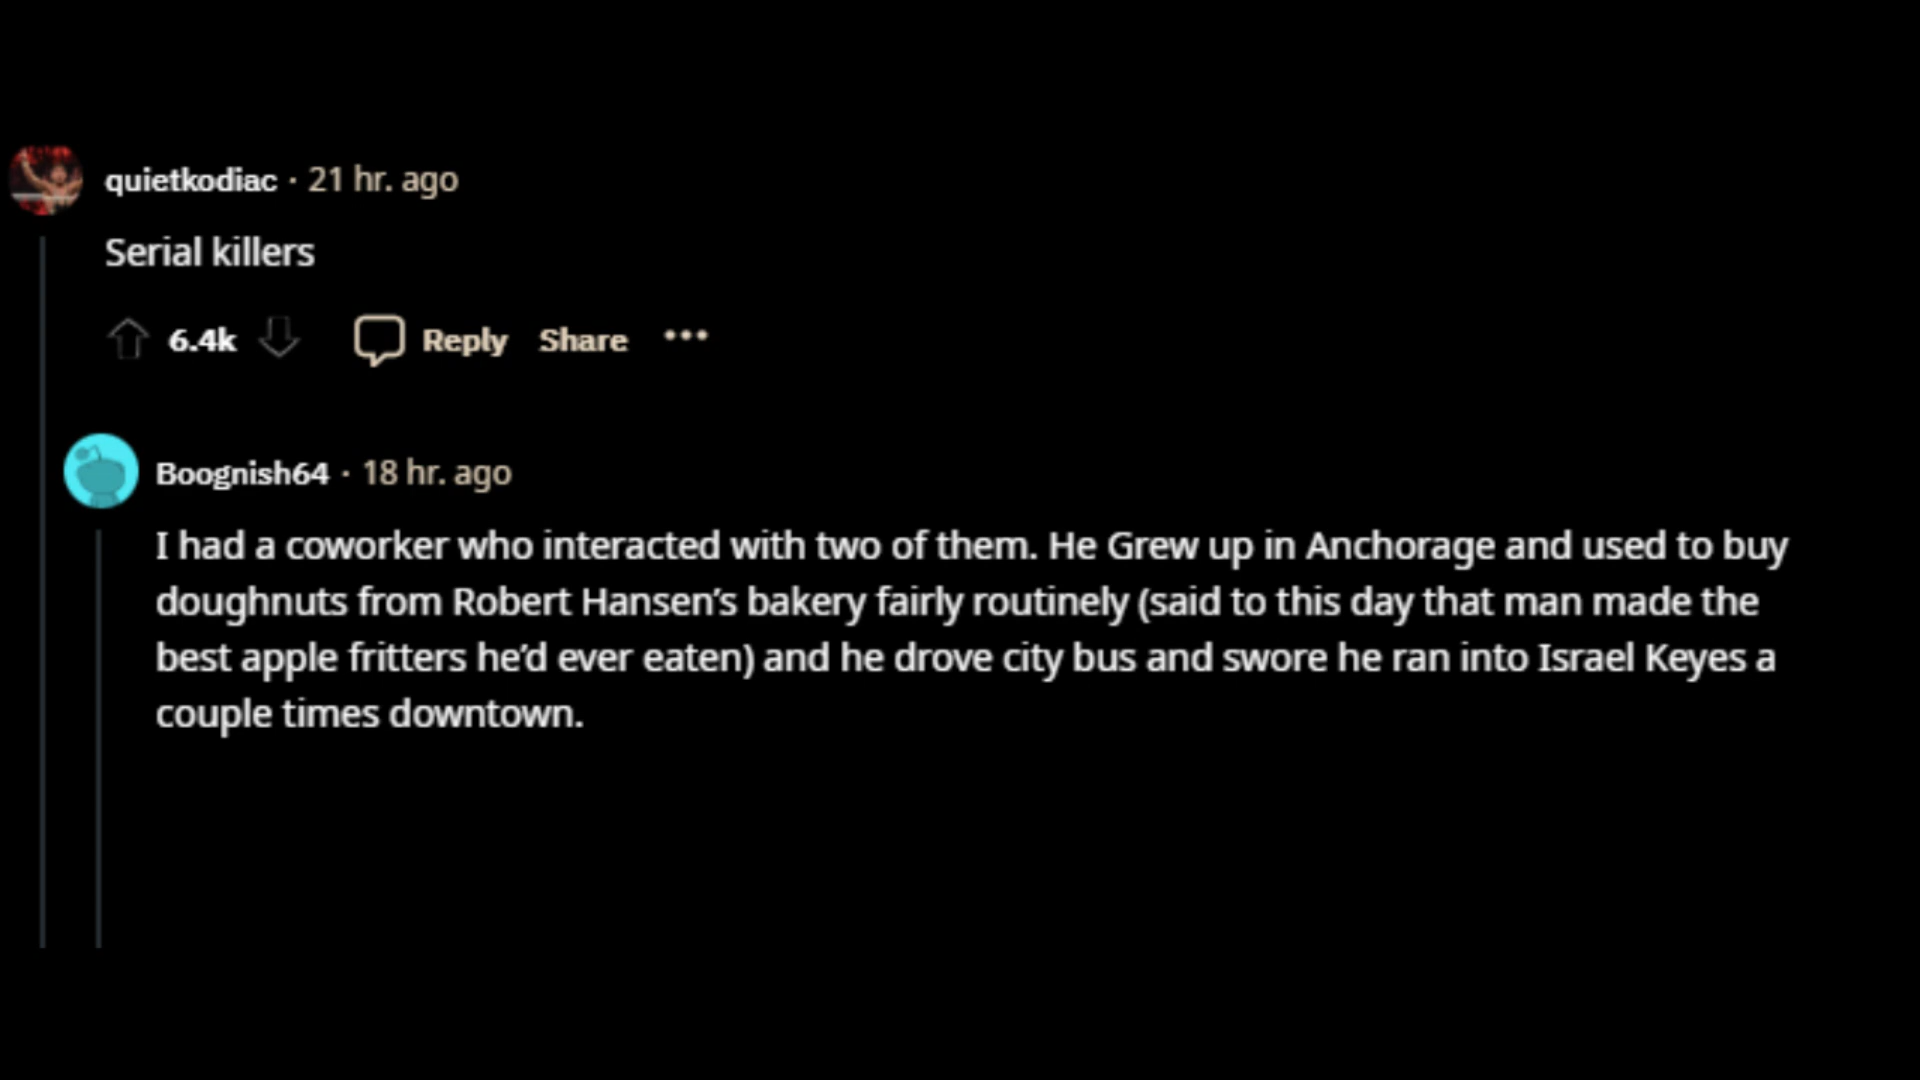 quietkodiac · 21 hr. ago
Serial killers
6.4k Reply Share •••
Boognish64 · 18 hr. ago
I had a coworker who interacted with two of them. He Grew up in Anchorage and used to buy
doughnuts from Robert Hansen’s bakery fairly routinely (said to this day that man made the
best apple fritters he’d ever eaten) and he drove city bus and swore he ran into Israel Keyes a
couple times downtown.